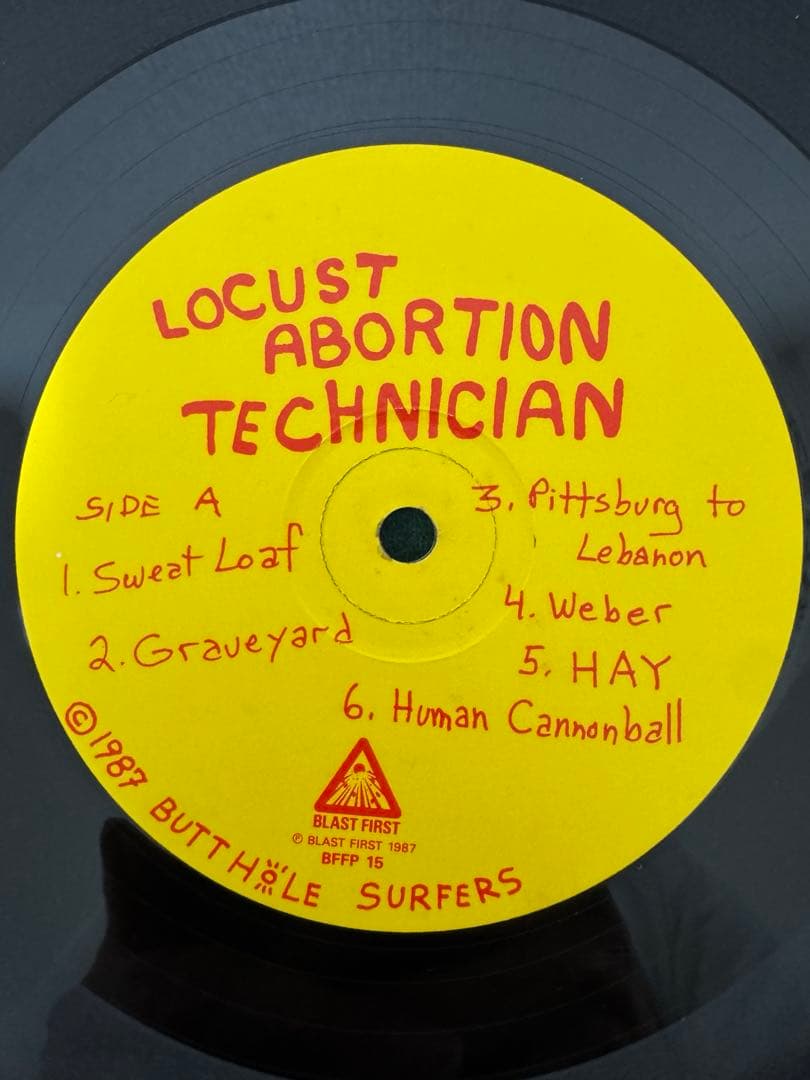 LOCUST
ABORTION
TECHNICIAN
SIDE A
1. Sweat Loaf
2. Graveyard
3. Pittsburg to
Lebanon
4. Weber
5. HAY
6. Human Cannonball
BLAST FIRST
℗ BLAST FIRST 1987
BFFP 15
© 1987 BUTTHOLE SURFERS